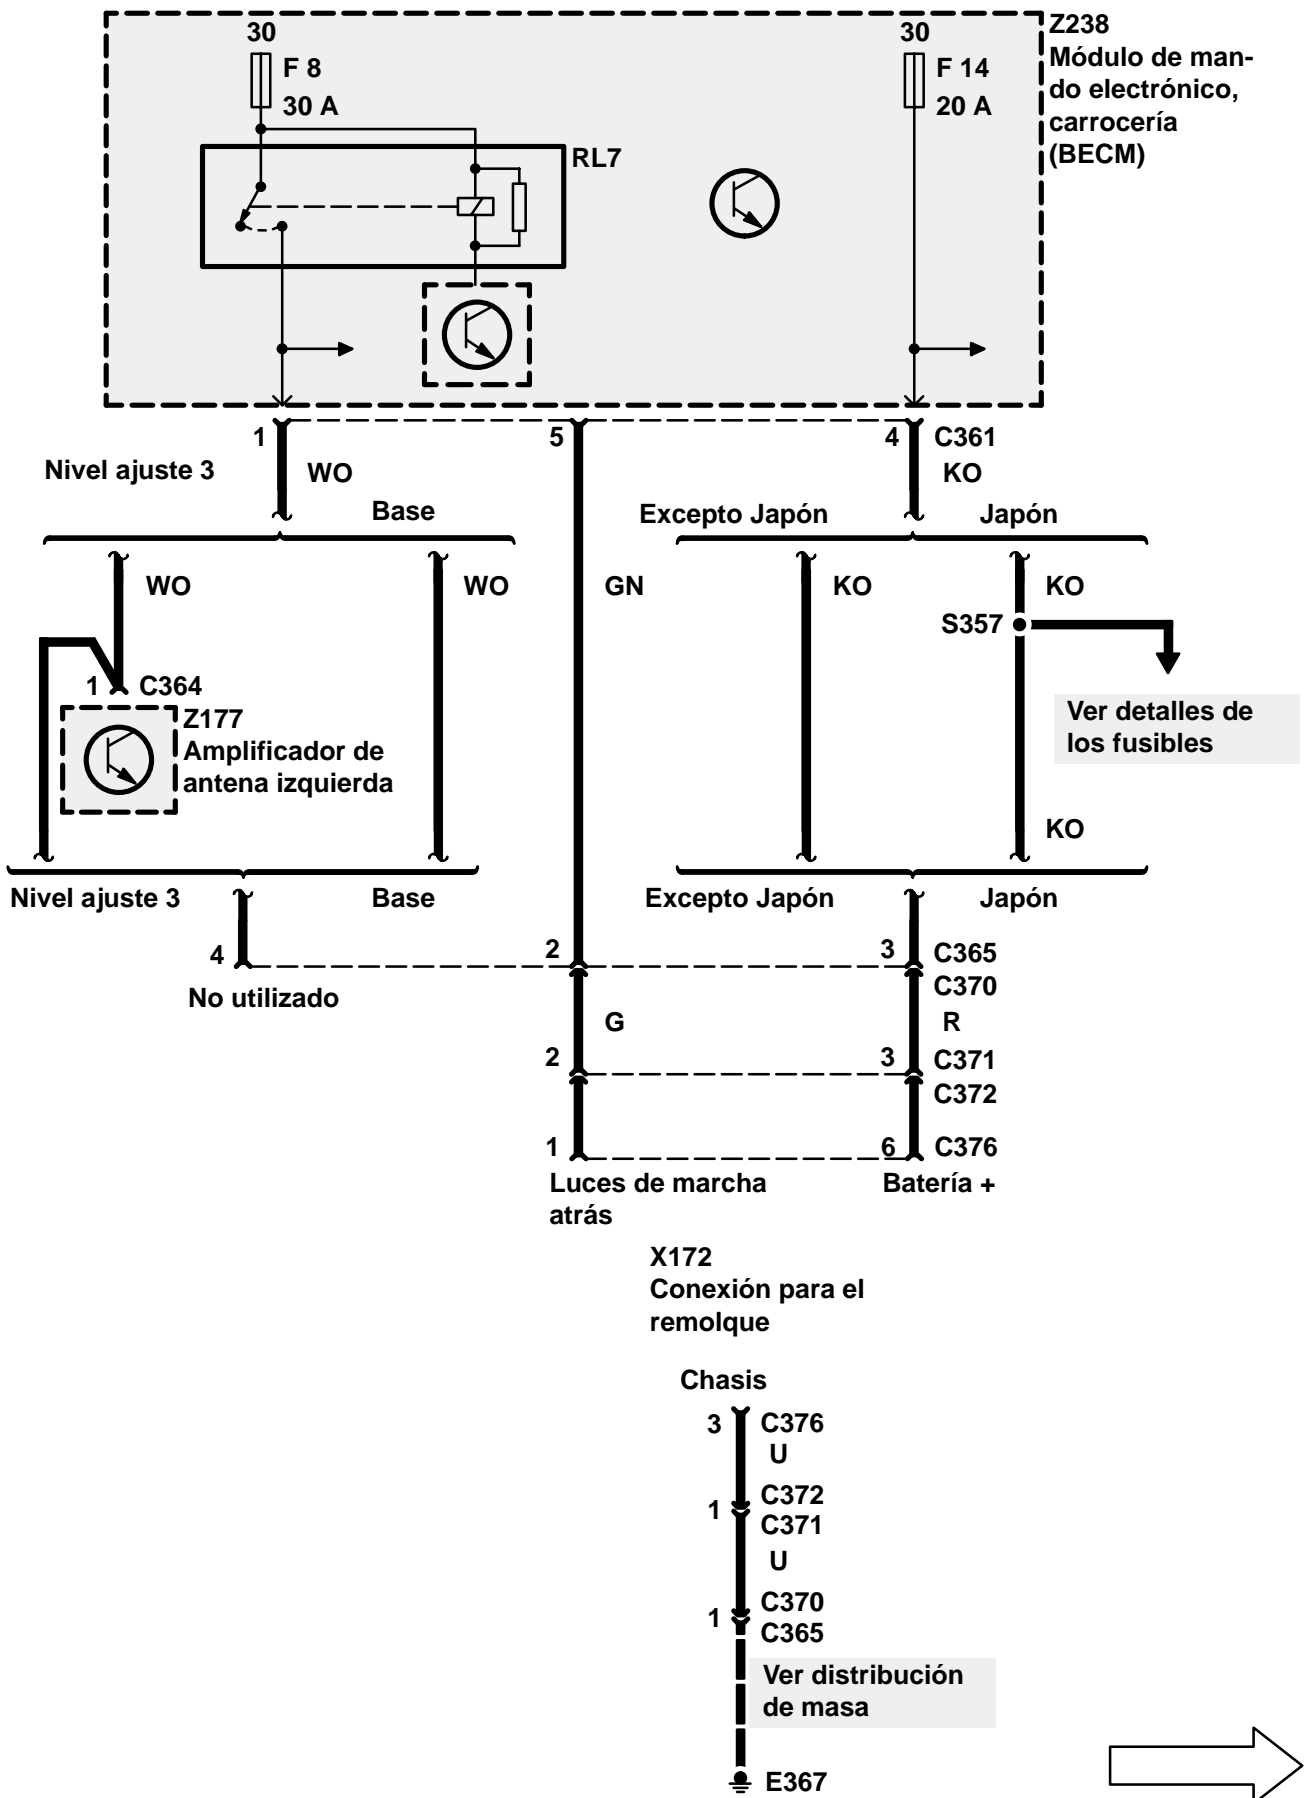 30
F 8
30 A
30
F 14
20 A
Z238
Módulo de man-
do electrónico,
carrocería
(BECM)
RL7
1
5
4
C361
Nivel ajuste 3
WO
KO
Base
Excepto Japón
Japón
WO
WO
GN
KO
KO
S357
1
C364
Z177
Amplificador de
antena izquierda
Ver detalles de
los fusibles
KO
Nivel ajuste 3
Base
Excepto Japón
Japón
4
2
3
C365
C370
No utilizado
G
R
2
3
C371
C372
1
6
C376
Luces de marcha
atrás
Batería +
X172
Conexión para el
remolque
Chasis
3
C376
U
1
C372
C371
U
1
C370
C365
Ver distribución
de masa
E367